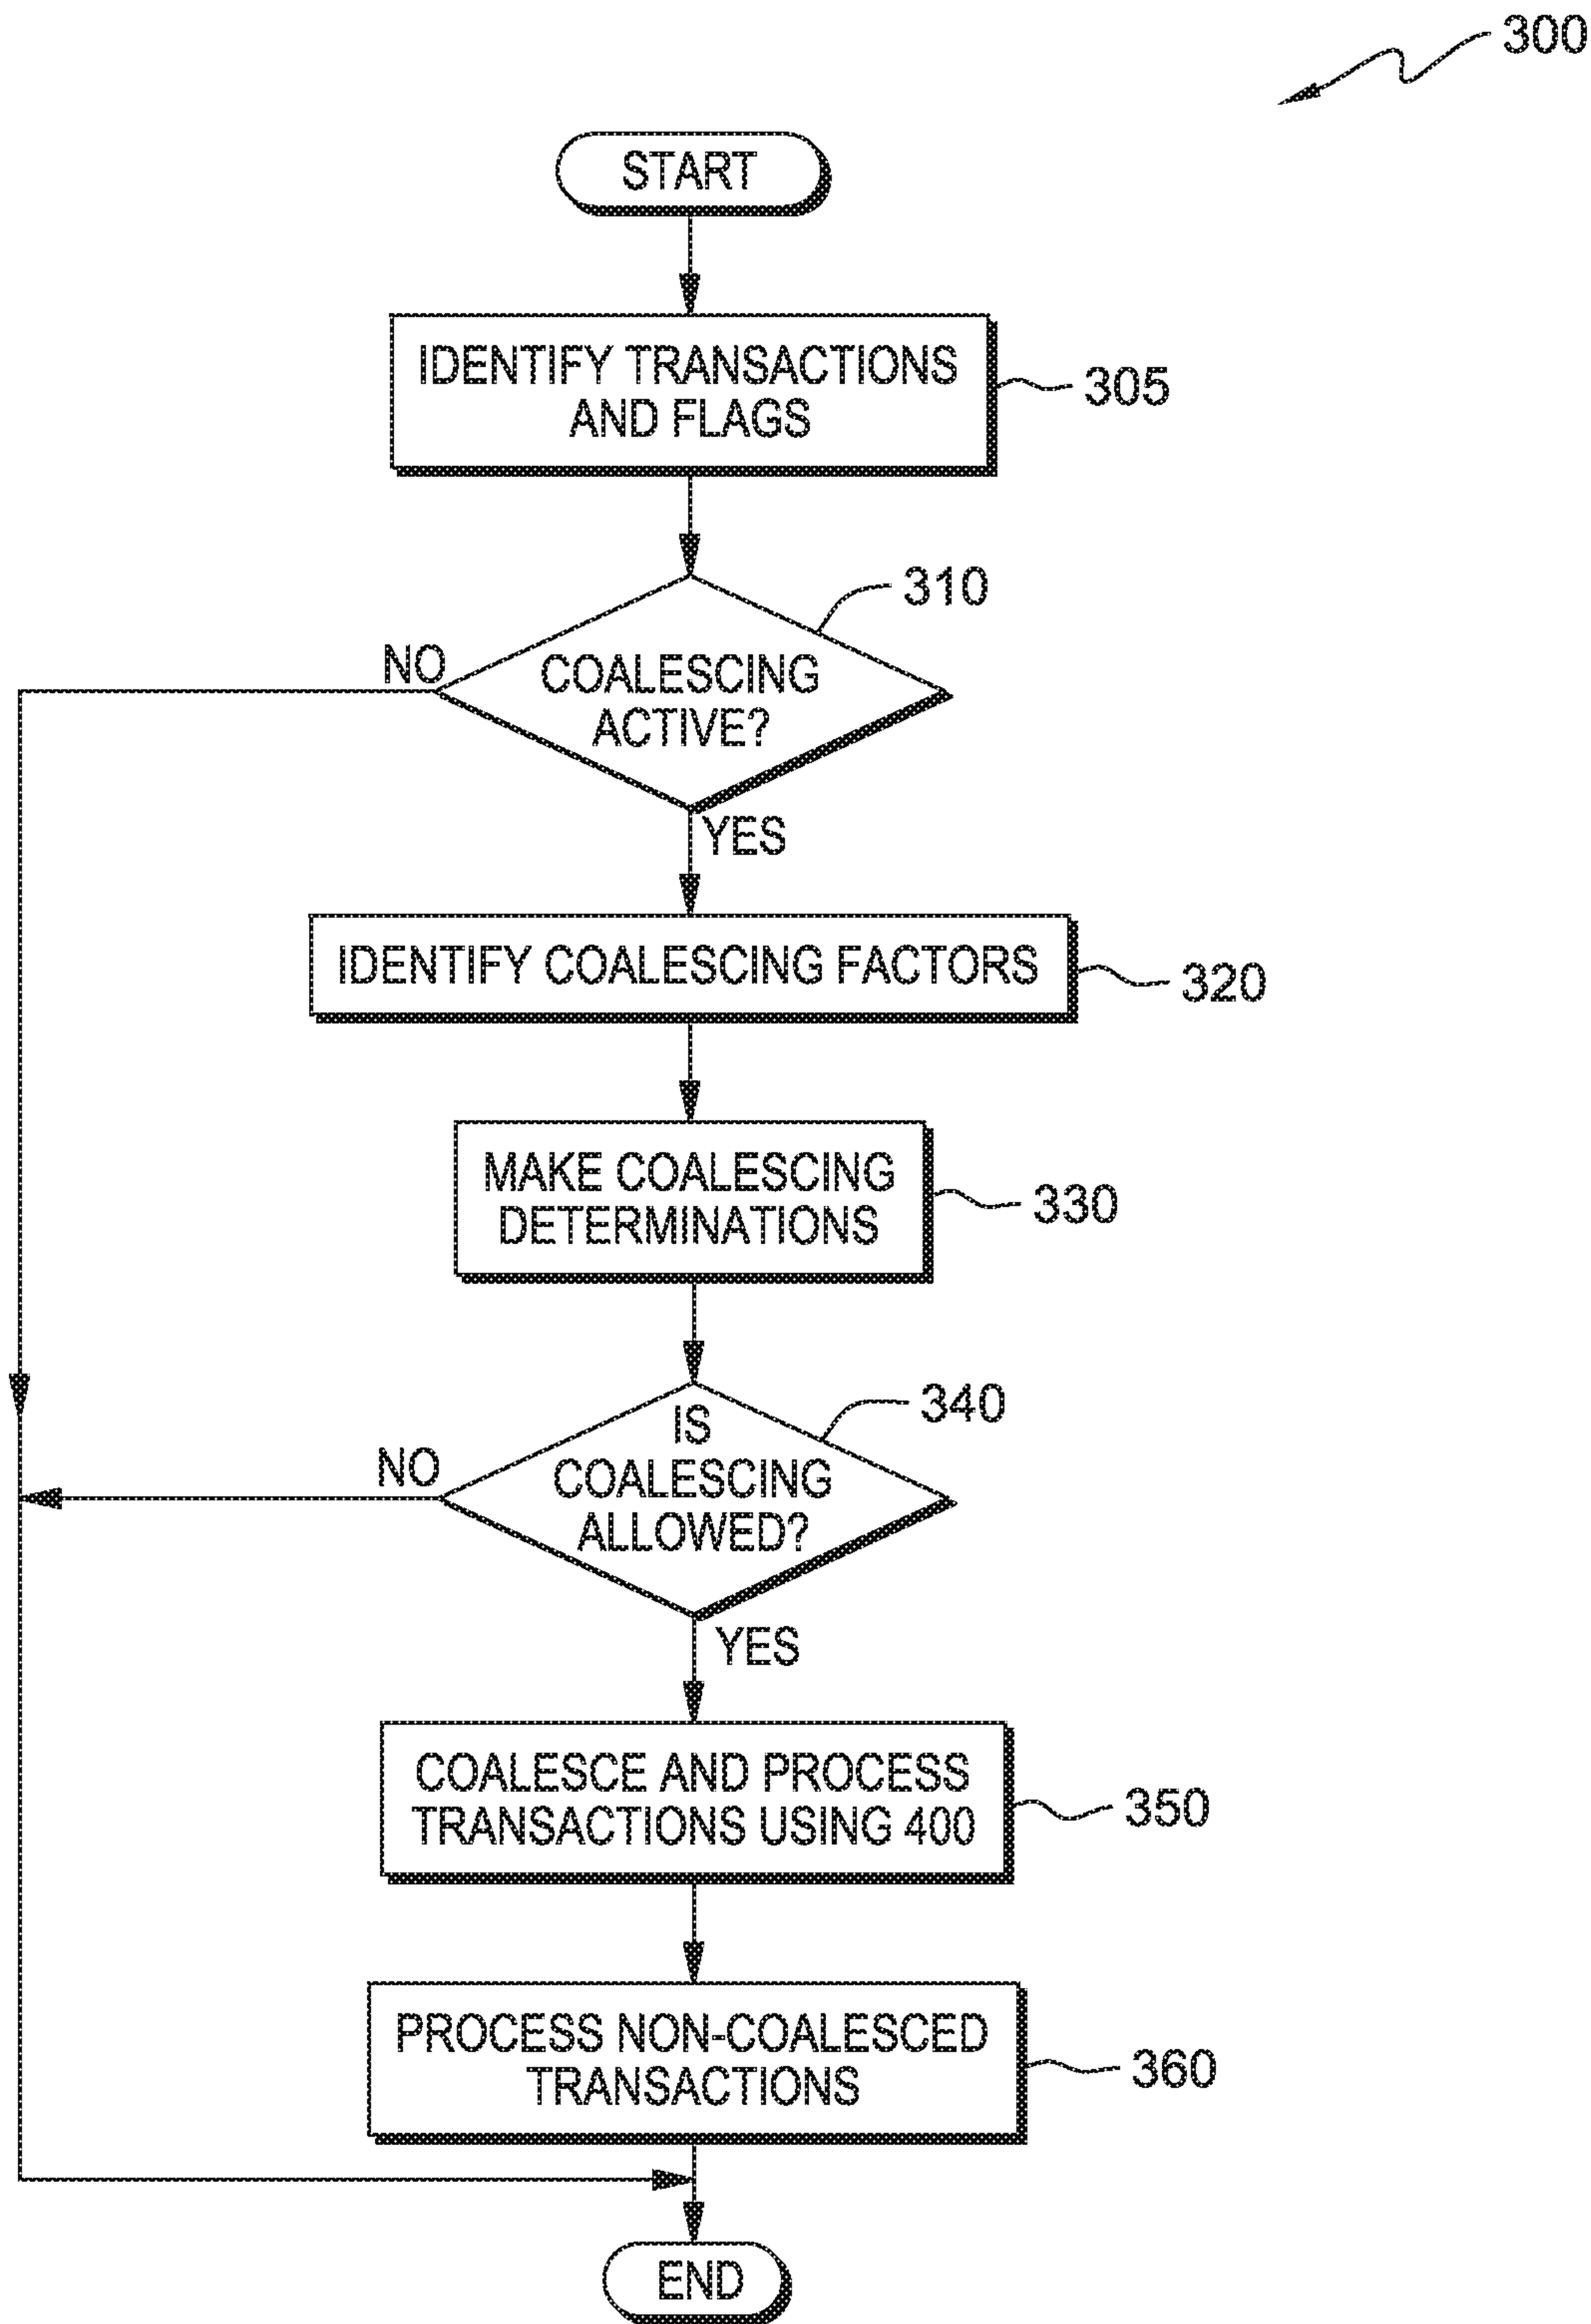 300
START
IDENTIFY TRANSACTIONS
AND FLAGS
305
310
NO
COALESCING
ACTIVE?
YES
IDENTIFY COALESCING FACTORS
320
MAKE COALESCING
DETERMINATIONS
330
340
IS
NO
COALESCING
ALLOWED?
YES
COALESCE AND PROCESS
TRANSACTIONS USING 400
350
PROCESS NON-COALESCED
TRANSACTIONS
360
END